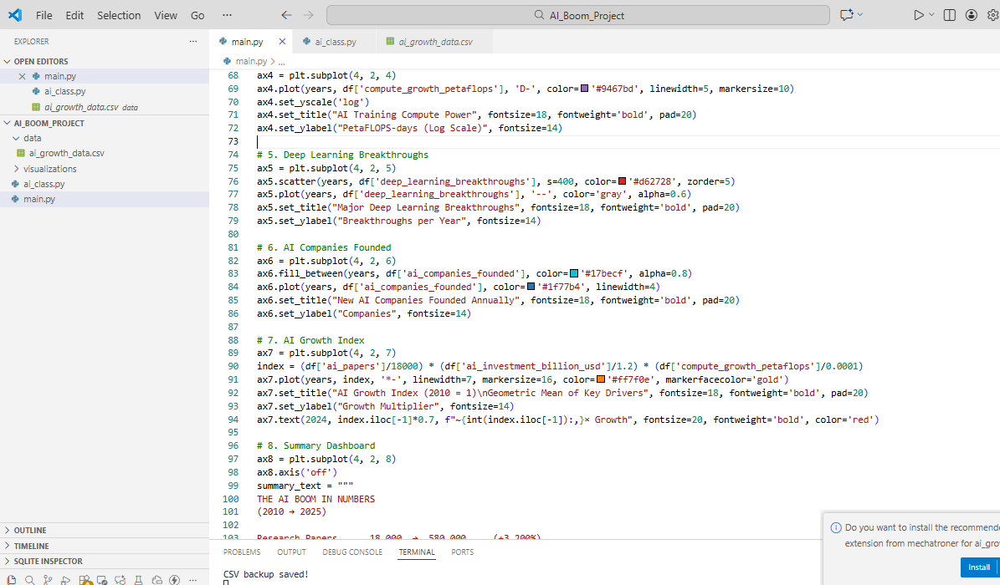 File Edit Selection View Go ... AI_Boom_Project
EXPLORER ...
OPEN EDITORS
main.py
ai_class.py
ai_growth_data.csv data
AI_BOOM_PROJECT
data
ai_growth_data.csv
visualizations
ai_class.py
main.py
OUTLINE
TIMELINE
SQLITE INSPECTOR
main.py ai_class.py ai_growth_data.csv
main.py > ...
68 ax4 = plt.subplot(4, 2, 4)
69 ax4.plot(years, df['compute_growth_petaflops'], 'D-', color='#9467bd', linewidth=5, markersize=10)
70 ax4.set_yscale('log')
71 ax4.set_title("AI Training Compute Power", fontsize=18, fontweight='bold', pad=20)
72 ax4.set_ylabel("PetaFLOPS-days (Log Scale)", fontsize=14)
73
74 # 5. Deep Learning Breakthroughs
75 ax5 = plt.subplot(4, 2, 5)
76 ax5.scatter(years, df['deep_learning_breakthroughs'], s=400, color='#d62728', zorder=5)
77 ax5.plot(years, df['deep_learning_breakthroughs'], '--', color='gray', alpha=0.6)
78 ax5.set_title("Major Deep Learning Breakthroughs", fontsize=18, fontweight='bold', pad=20)
79 ax5.set_ylabel("Breakthroughs per Year", fontsize=14)
80
81 # 6. AI Companies Founded
82 ax6 = plt.subplot(4, 2, 6)
83 ax6.fill_between(years, df['ai_companies_founded'], color='#17becf', alpha=0.8)
84 ax6.plot(years, df['ai_companies_founded'], color='#1f77b4', linewidth=4)
85 ax6.set_title("New AI Companies Founded Annually", fontsize=18, fontweight='bold', pad=20)
86 ax6.set_ylabel("Companies", fontsize=14)
87
88 # 7. AI Growth Index
89 ax7 = plt.subplot(4, 2, 7)
90 index = (df['ai_papers']/18000) * (df['ai_investment_billion_usd']/1.2) * (df['compute_growth_petaflops']/0.0001)
91 ax7.plot(years, index, '*-', linewidth=7, markersize=16, color='#ff7f0e', markerfacecolor='gold')
92 ax7.set_title("AI Growth Index (2010 = 1)\nGeometric Mean of Key Drivers", fontsize=18, fontweight='bold', pad=20)
93 ax7.set_ylabel("Growth Multiplier", fontsize=14)
94 ax7.text(2024, index.iloc[-1]*0.7, f"~{int(index.iloc[-1]):,}× Growth", fontsize=20, fontweight='bold', color='red')
95
96 # 8. Summary Dashboard
97 ax8 = plt.subplot(4, 2, 8)
98 ax8.axis('off')
99 summary_text = """
100 THE AI BOOM IN NUMBERS
101 (2010 → 2025)
102
103 Research Papers 18,000 → 580,000 (+3,200%)
PROBLEMS OUTPUT DEBUG CONSOLE TERMINAL PORTS
CSV backup saved!
Do you want to install the recommende
extension from mechatroner for ai_grow
Install